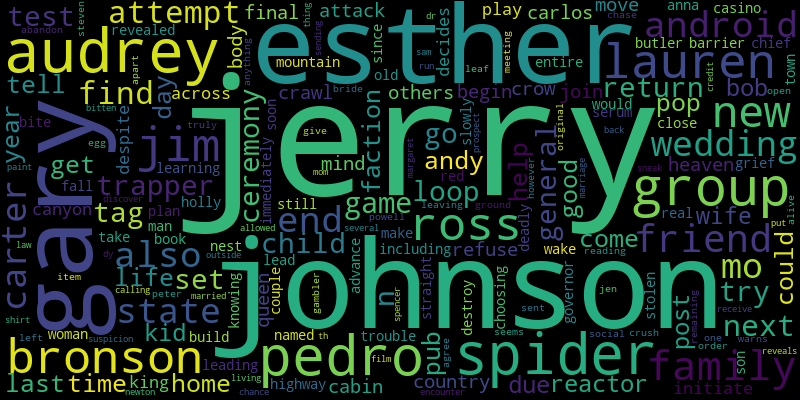 test
attempt
revealed
final
attack
since
play
carlos
decides
move
anna
casino
steven
thing
sending
dr
chase
run
sam
leaf
audrey
body
esther
mountain
entire
meeting
lauren
android
butler
barrier
chief
abandon
apart
anything
old
town
tell
find
across
others
begin
crow
join
return
bob
credit
open
year
day
crawl
slowly
would
serum
back
new
bite
bitten
despite
ceremony
immediately
soon
bride
faction
pop
close
original
egg
truly
give
go
andy
prospect
wedding
gary
jim
jerry
mind
margaret
help
heaven
grief
paint
learning
mom
red
however
get
trapper
loop
general
good
group
discover
fall
holly
still
game
deadly
leaving
ground
marriage
sneak
canyon
plan
tag
end
ross
real
wife
alive
carter
man
allowed
powell
several
refuse
come
friend
put
take
book
child
make
including
wake
reading
law
dy
also
nest
lead
advance
straight
choosing
governor
stolen
mo
could
item
outside
life
set
couple
n
destroy
try
post
next
calling
peter
queen
knowing
johnson
jen
sent
state
gambler
spencer
reactor
shirt
married
suspicion
kid
build
named
th
trouble
seems
social
crush
one
warns
receive
left
woman
pub
agree
order
remaining
bronson
leading
pedro
film
spider
son
family
reveals
last
time
king
home
living
highway
cabin
country
due
initiate
newton
chance
encounter